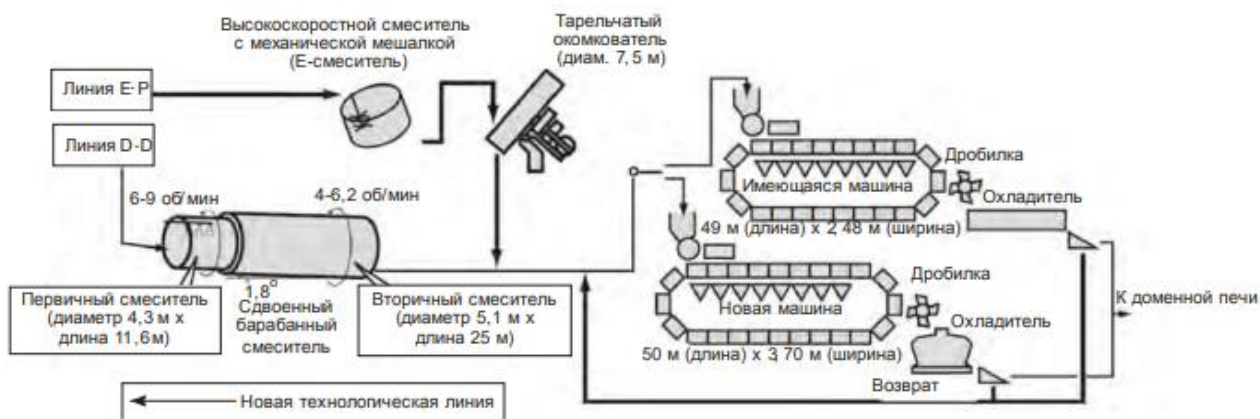 Высокоскоростной смеситель
с механической мешалкой
(Е-смеситель)
Тарельчатый
окомкователь
(диам. 7, 5 м)
Линия Е-Р
Линия D-D
6-9 об/мин
4-6,2 об/мин
1,8°
Первичный смеситель
(диаметр 4,3 м х
длина 11,6м)
Сдвоенный
барабанный
смеситель
Вторичный смеситель
(диаметр 5,1 м х
длина 25 м)
Дробилка
Имеющаяся машина
Охладитель
49 м (длина) х 2 48 м (ширина)
Дробилка
Новая машина
Охладитель
50 м (длина) х 3,70 м (ширина)
Возврат
К доменной печи
Новая технологическая линия